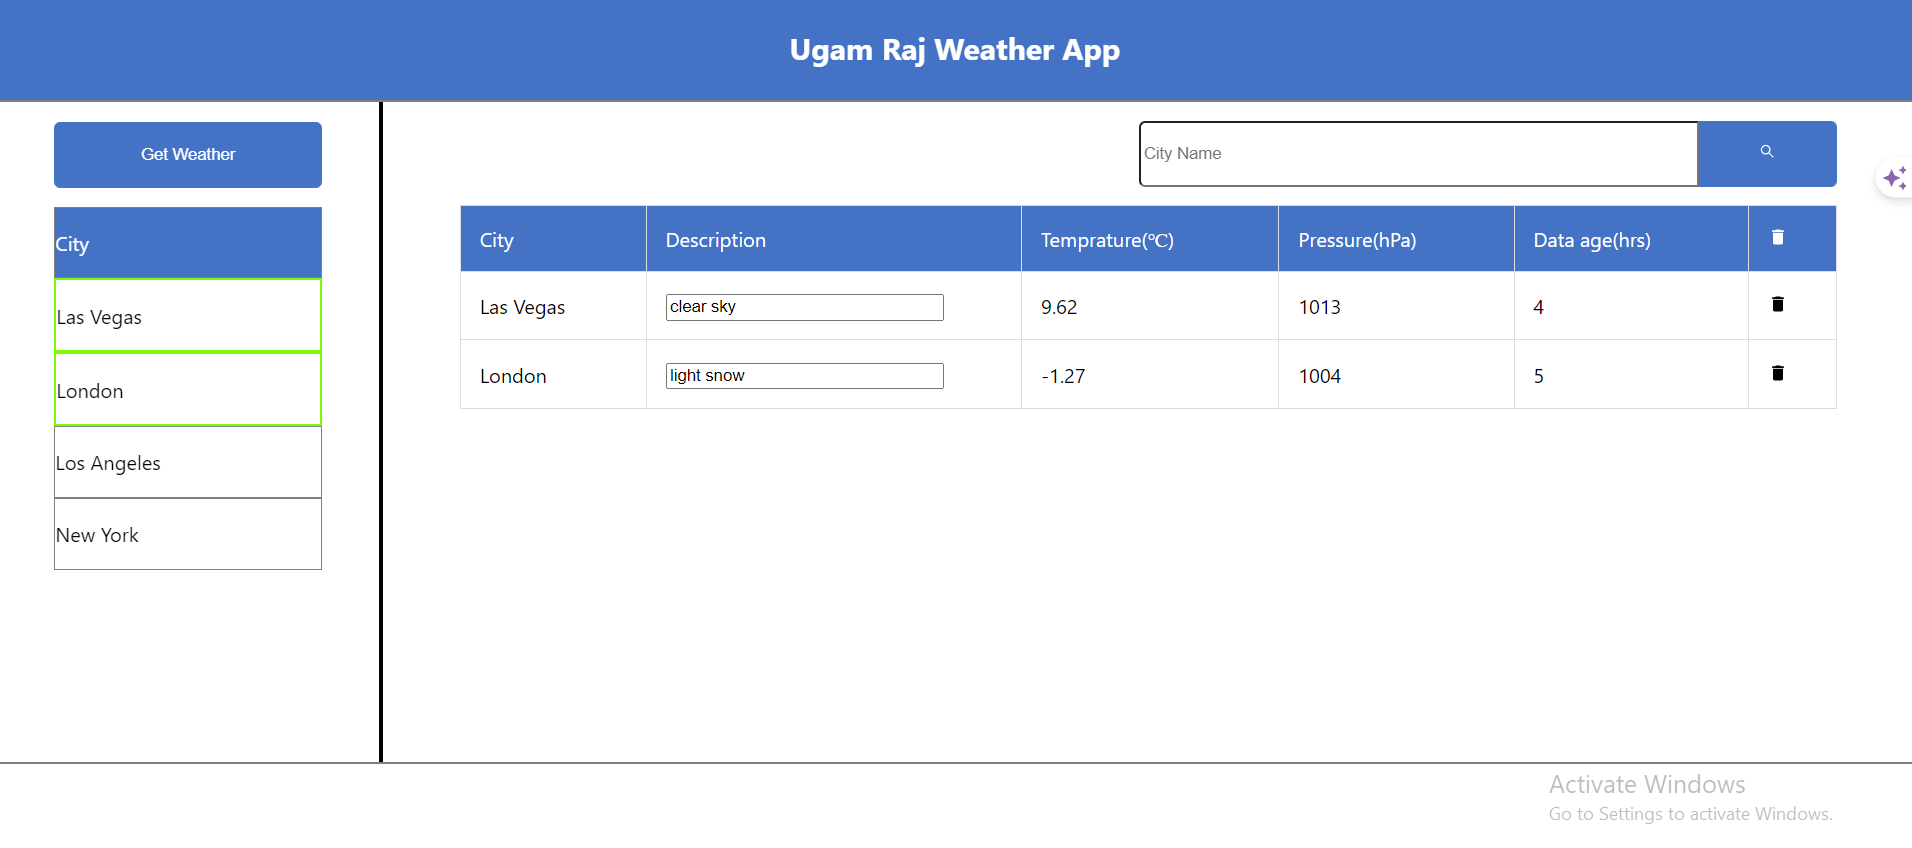 Ugam Raj Weather App
Get Weather
City
Las Vegas
London
Los Angeles
New York
City Name
City Description Temprature(℃) Pressure(hPa) Data age(hrs)
Las Vegas clear sky 9.62 1013 4
London light snow -1.27 1004 5
Activate Windows
Go to Settings to activate Windows.